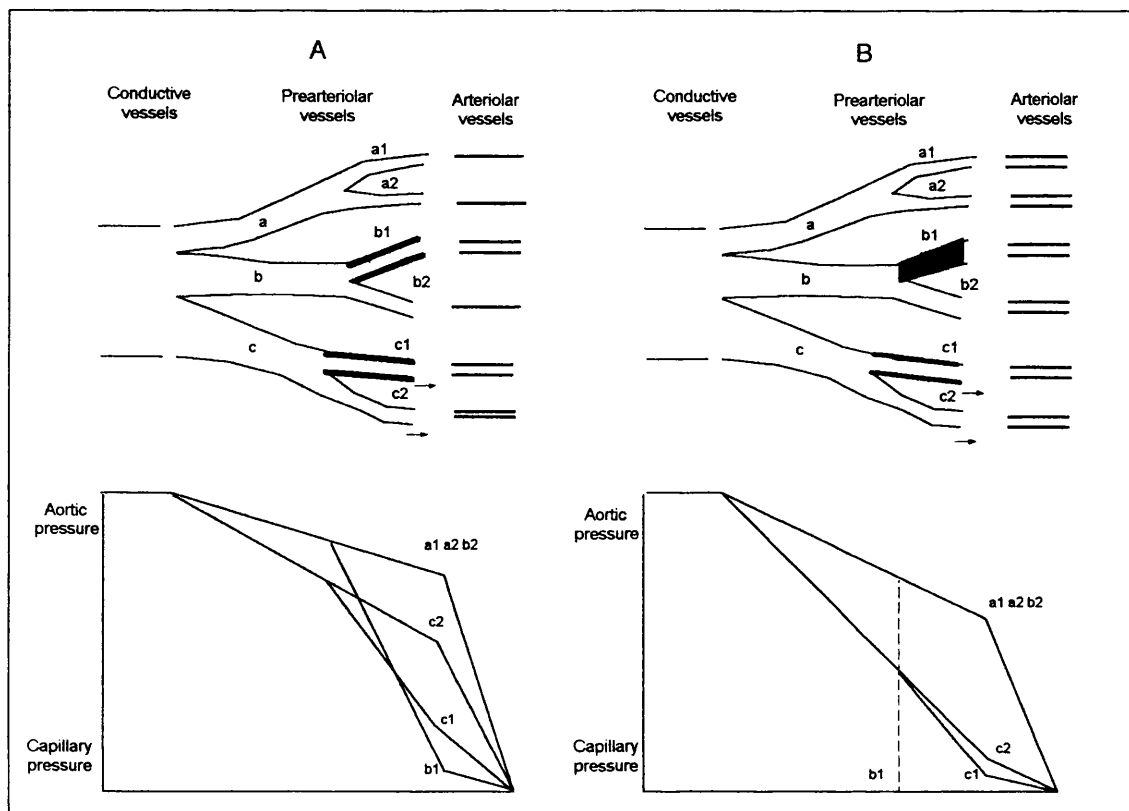 A
Conductive
vessels
Prearteriolar
vessels
Arteriolar
vessels
a1
a2
a
b1
b
b2
c1
c
c2
Aortic
pressure
a1 a2 b2
c2
c1
Capillary
pressure
b1
B
Conductive
vessels
Prearteriolar
vessels
Arteriolar
vessels
a1
a2
a
b1
b
b2
c1
c
c2
Aortic
pressure
a1 a2 b2
c2
Capillary
pressure
b1
c1